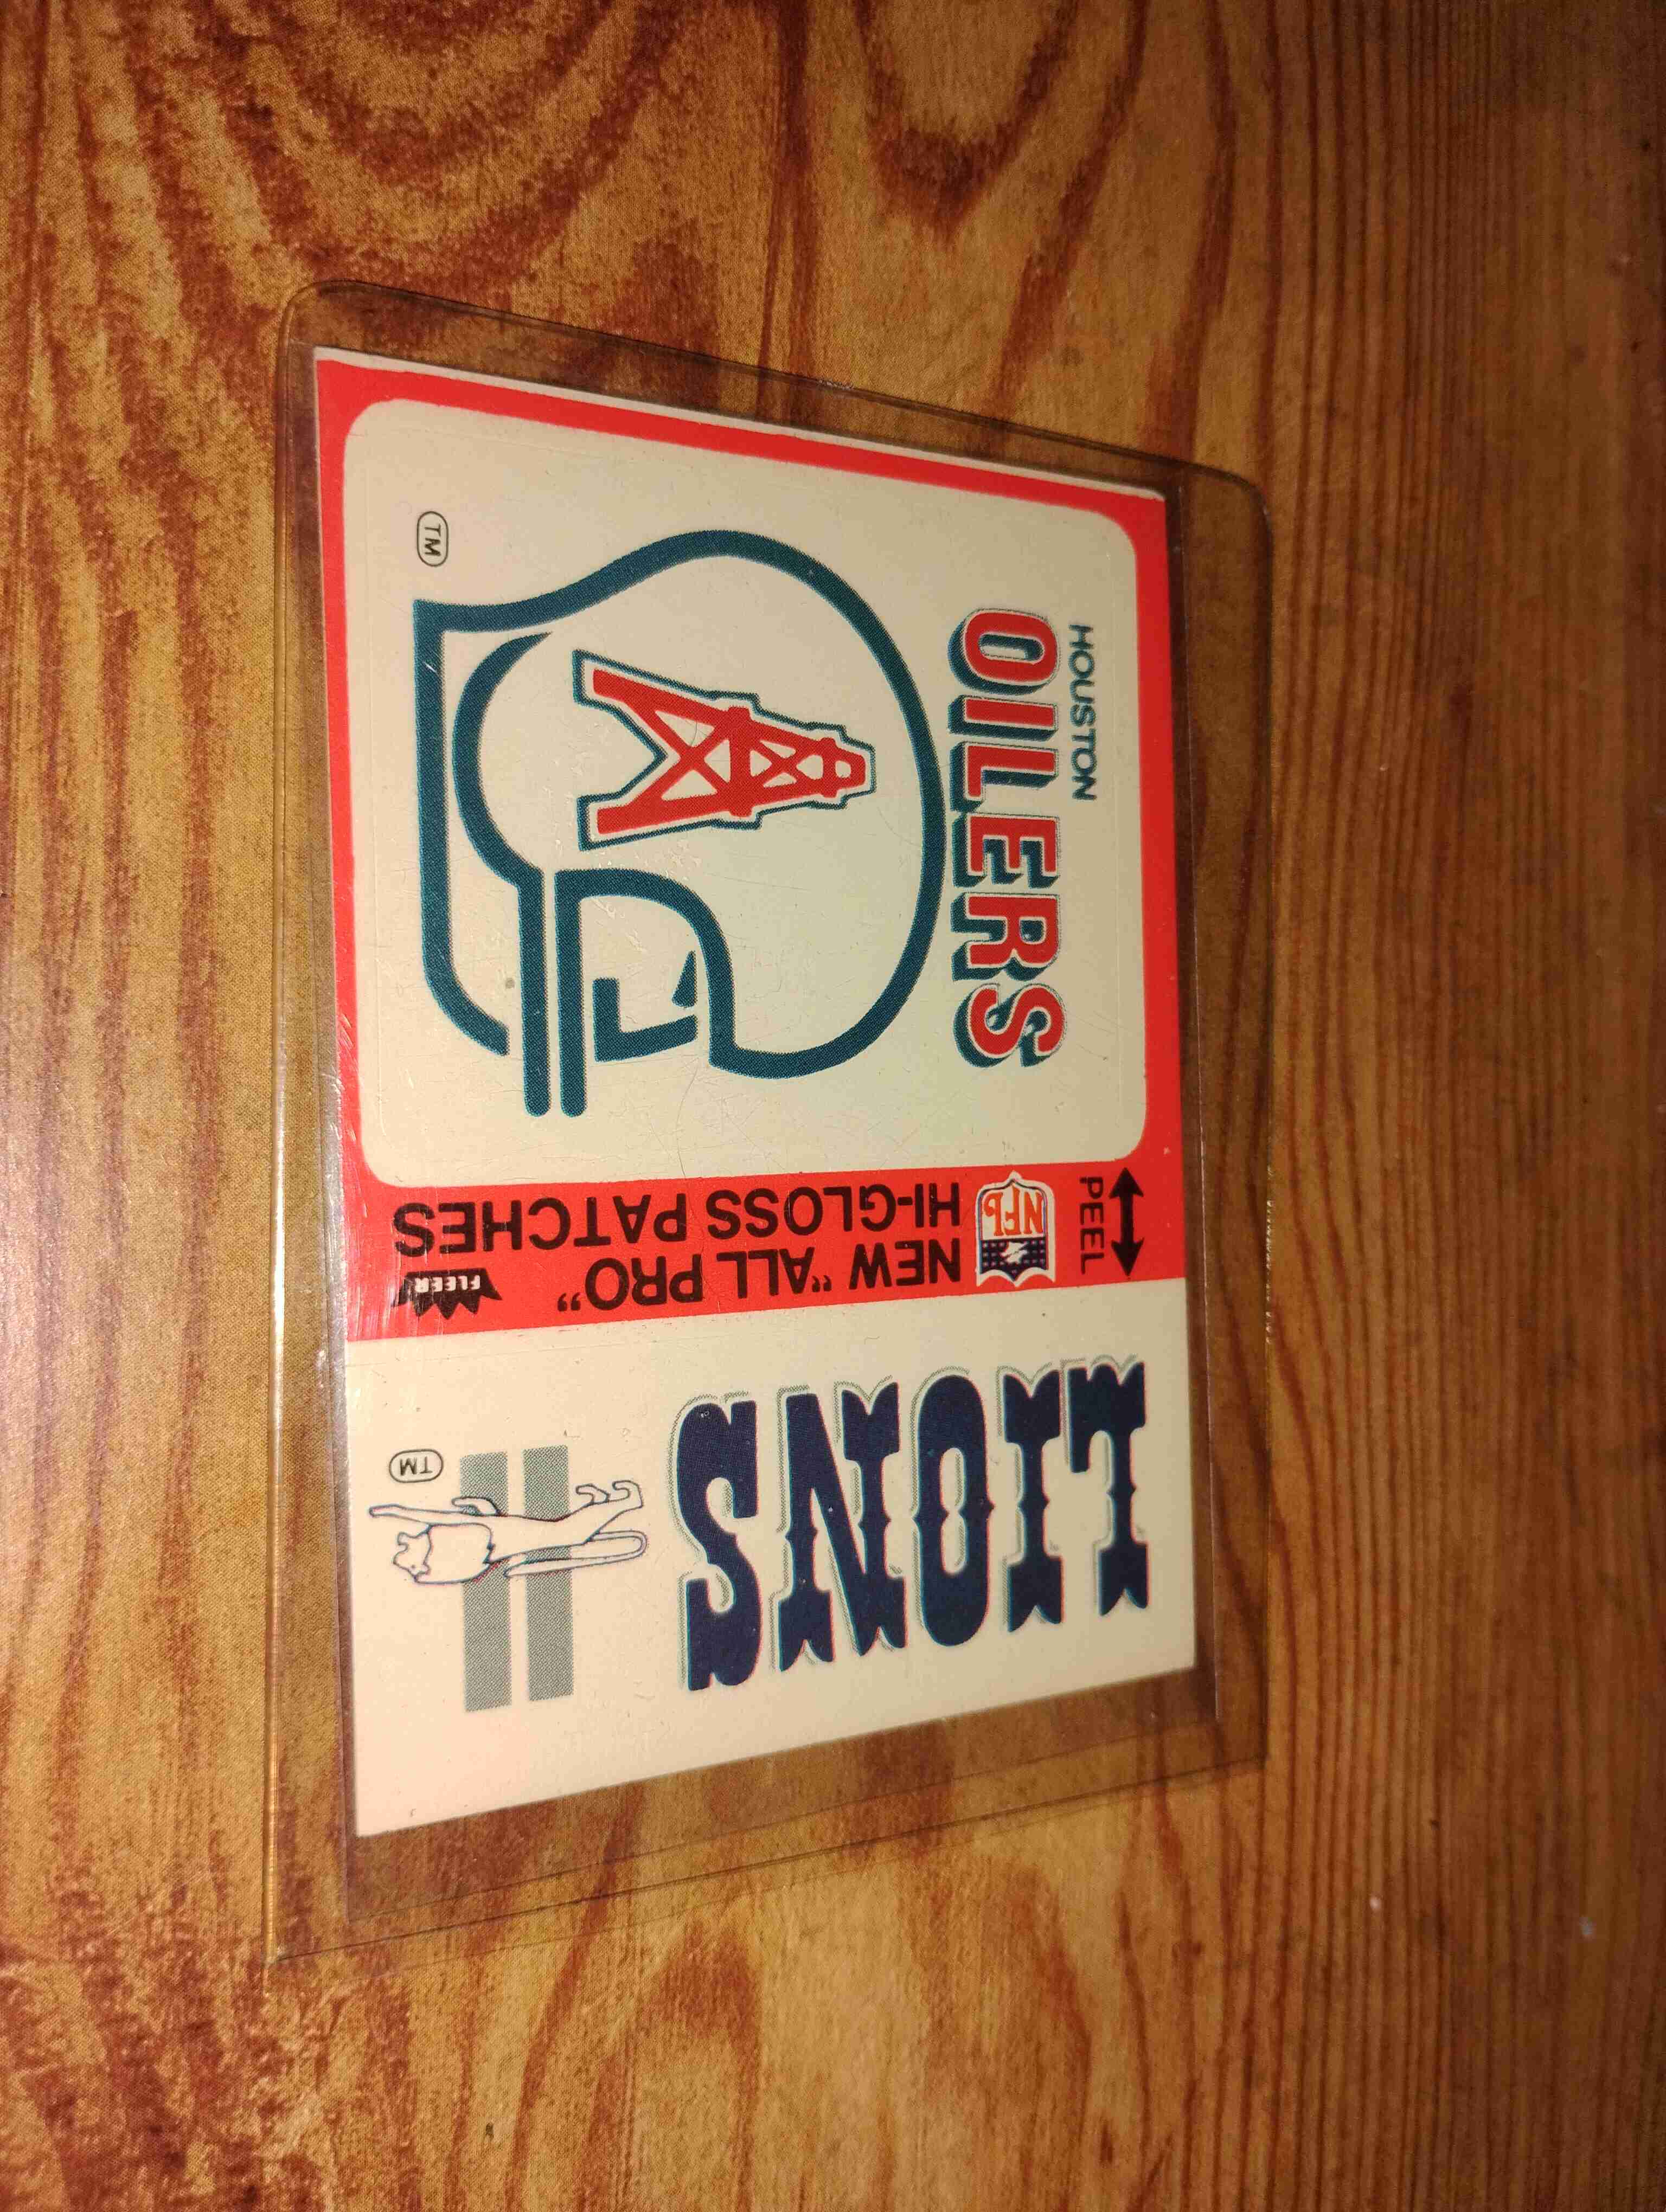 HOUSTON
OILERS
TM
PEEL
NFL
NEW "ALL PRO"
HI-GLOSS PATCHES
FLEER
LIONS
TM